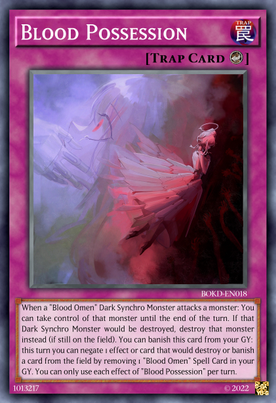 BLOOD POSSESSION
TRAP
罠
[TRAP CARD ]
BOKD-EN018
When a "Blood Omen" Dark Synchro Monster attacks a monster: You
can take control of that monster until the end of the turn. If that
Dark Synchro Monster would be destroyed, destroy that monster
instead (if still on the field). You can banish this card from your GY:
this turn you can negate 1 effect or card that would destroy or banish
a card from the field by removing 1 "Blood Omen" Spell Card in your
GY. You can only use each effect of "Blood Possession" per turn.
1013217
© 2022